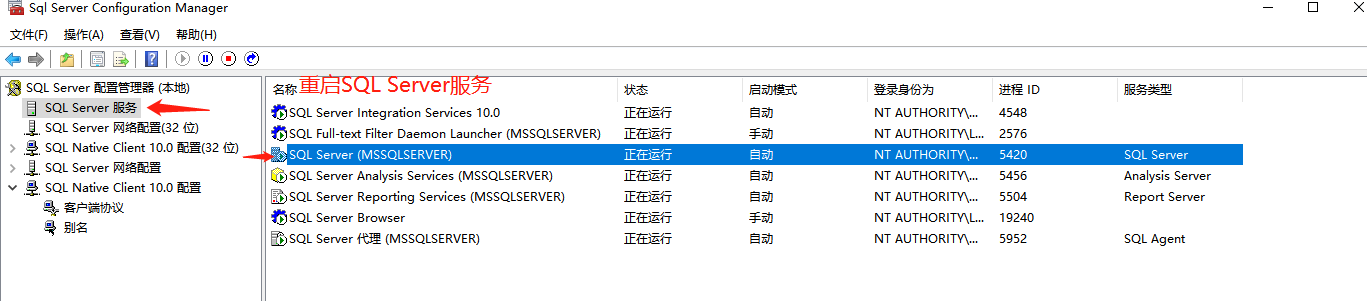 Sql Server Configuration Manager
文件(F) 操作(A) 查看(V) 帮助(H)
SQL Server 配置管理器 (本地)
SQL Server 服务
SQL Server 网络配置(32 位)
SQL Native Client 10.0 配置(32 位)
SQL Server 网络配置
SQL Native Client 10.0 配置
客户端协议
别名
重启SQL Server服务
名称 状态 启动模式 登录身份为 进程 ID 服务类型
SQL Server Integration Services 10.0 正在运行 自动 NT AUTHORITY\... 4548
SQL Full-text Filter Daemon Launcher (MSSQLSERVER) 正在运行 手动 NT AUTHORITY\L... 2576
SQL Server (MSSQLSERVER) 正在运行 自动 NT AUTHORITY\... 5420 SQL Server
SQL Server Analysis Services (MSSQLSERVER) 正在运行 自动 NT AUTHORITY\... 5456 Analysis Server
SQL Server Reporting Services (MSSQLSERVER) 正在运行 自动 NT AUTHORITY\... 5504 Report Server
SQL Server Browser 正在运行 手动 NT AUTHORITY\L... 19240
SQL Server 代理 (MSSQLSERVER) 正在运行 自动 NT AUTHORITY\... 5952 SQL Agent